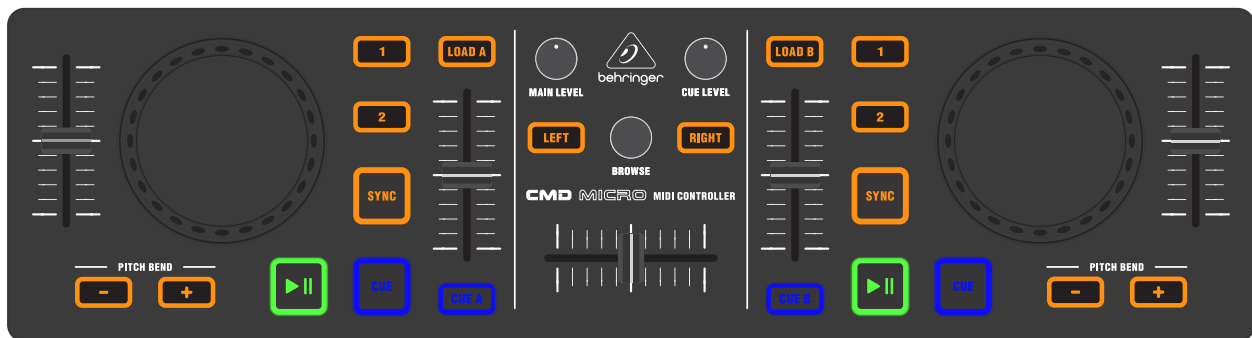 1
LOAD A
2
SYNC
PITCH BEND
-
+
CUE
CUE A
MAIN LEVEL
behringer
CUE LEVEL
LEFT
RIGHT
BROWSE
CMD MICRO MIDI CONTROLLER
LOAD B
1
2
SYNC
CUE B
CUE
PITCH BEND
-
+